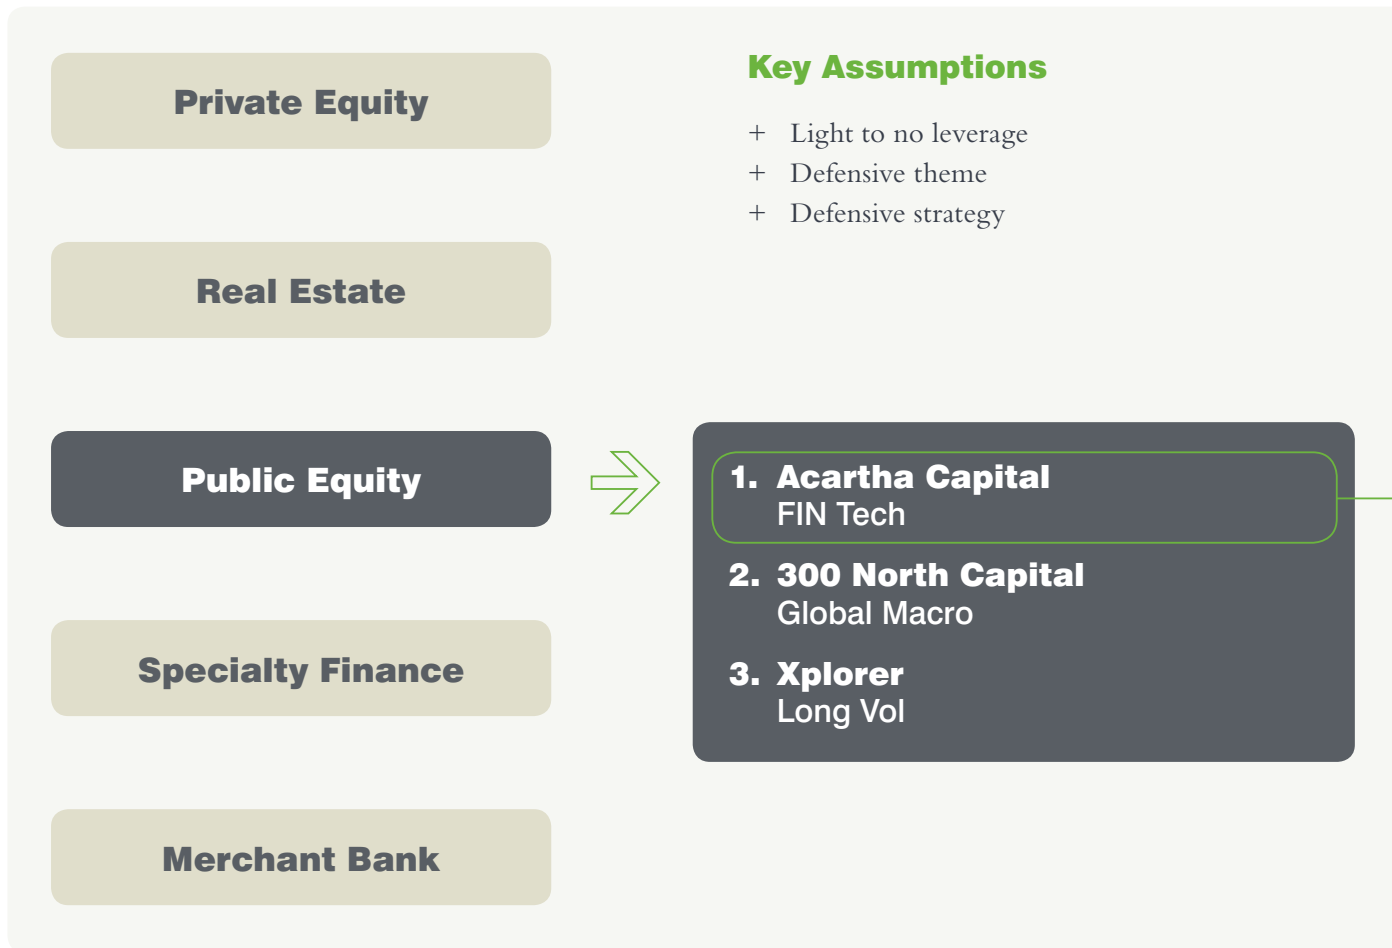 Private Equity
Real Estate
Public Equity
Specialty Finance
Merchant Bank
Key Assumptions
+ Light to no leverage
+ Defensive theme
+ Defensive strategy
1. Acartha Capital
FIN Tech
2. 300 North Capital
Global Macro
3. Xplorer
Long Vol